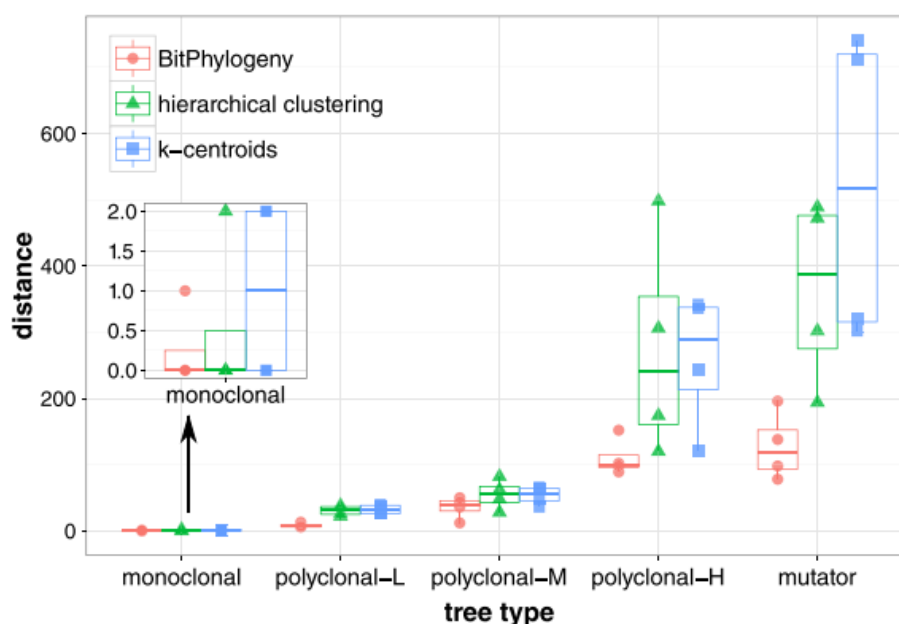 BitPhylogeny
hierarchical clustering
k-centroids
600
400
200
0
distance
2.0
1.5
1.0
0.5
0.0
monoclonal
monoclonal polyclonal-L polyclonal-M polyclonal-H mutator
tree type